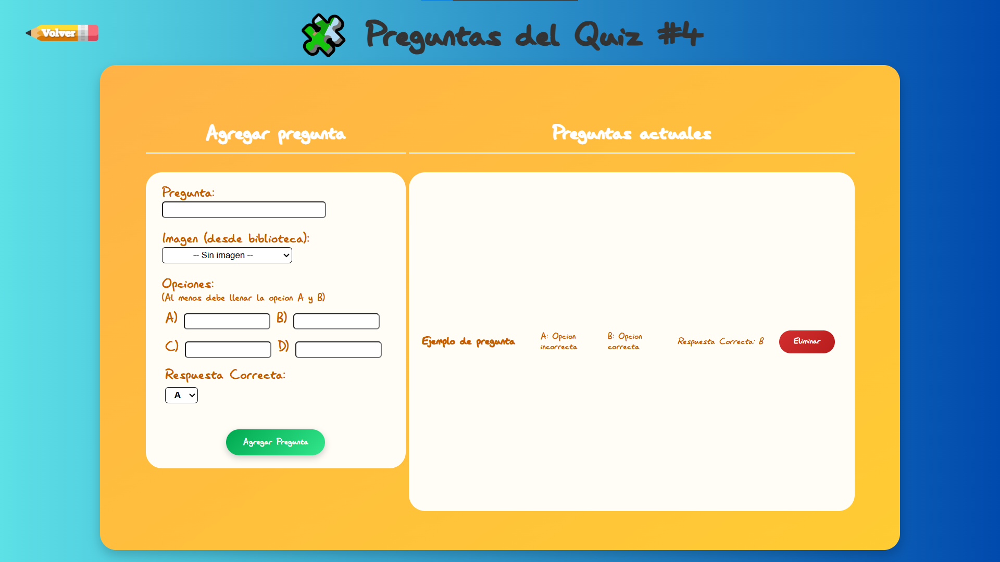 Volver
Preguntas del Quiz #4
Agregar pregunta
Pregunta:
Imagen (desde biblioteca):
-- Sin imagen --
Opciones:
(Al menos debe llenar la opcion A y B)
A) B)
C) D)
Respuesta Correcta:
A
Agregar Pregunta
Preguntas actuales
Ejemplo de pregunta
A: Opcion
incorrecta
B: Opcion
correcta
Respuesta Correcta: B
Eliminar